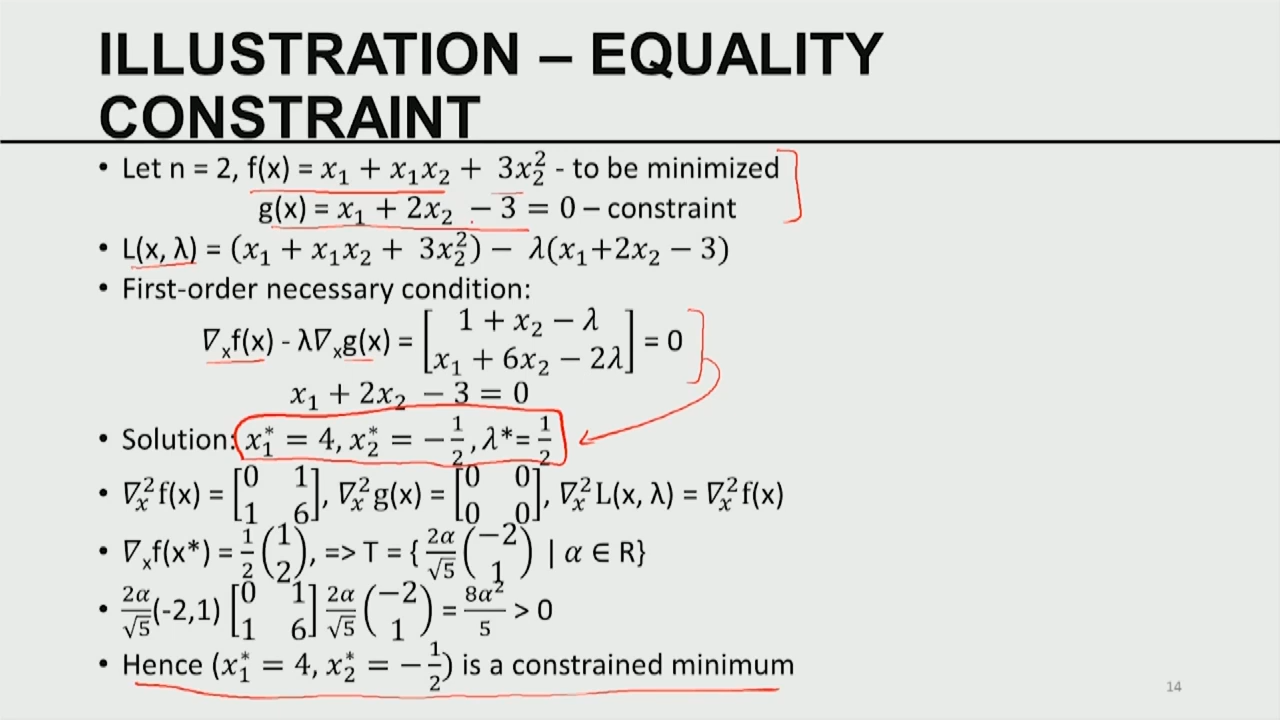 ILLUSTRATION – EQUALITY
CONSTRAINT
• Let n = 2, f(x) = x₁ + x₁x₂ + 3x₂² - to be minimized
g(x) = x₁ + 2x₂ − 3 = 0 – constraint
• L(x, λ) = (x₁ + x₁x₂ + 3x₂²) − λ(x₁+2x₂ − 3)
• First-order necessary condition:
∇ₓf(x) - λ∇ₓg(x) = [1 + x₂ − λ; x₁ + 6x₂ − 2λ] = 0
x₁ + 2x₂ − 3 = 0
• Solution: x₁* = 4, x₂* = −1/2, λ*= 1/2
• ∇ₓ²f(x) = [0 1; 1 6], ∇ₓ²g(x) = [0 0; 0 0], ∇ₓ²L(x, λ) = ∇ₓ²f(x)
• ∇ₓf(x*) = 1/2 (1; 2), => T = { 2α/√5 (−2; 1) | α ∈ R}
• 2α/√5 (-2,1) [0 1; 1 6] 2α/√5 (−2; 1) = 8α²/5 > 0
• Hence (x₁* = 4, x₂* = −1/2) is a constrained minimum
14